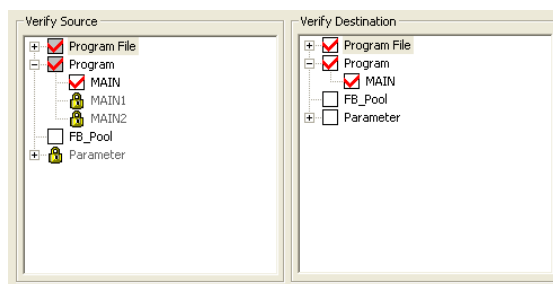 Verify Source
Program File
Program
MAIN
MAIN1
MAIN2
FB_Pool
Parameter
Verify Destination
Program File
Program
MAIN
FB_Pool
Parameter